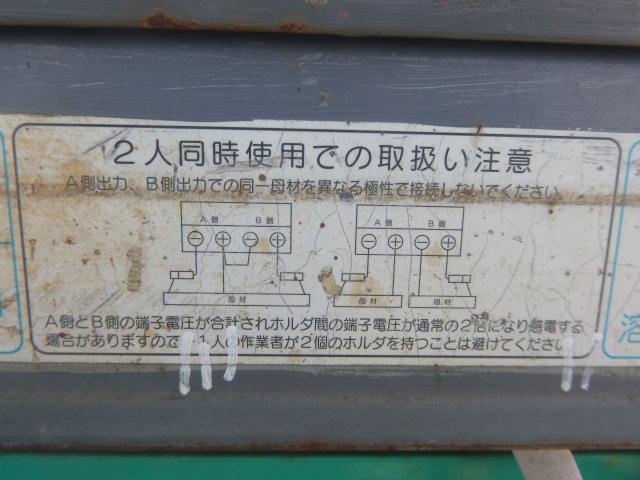 2人同時使用での取扱い注意
A側出力、B側出力での同一母材を異なる極性で接続しないでください。
A側 B側 A側 B側
− + − + − + − +
母材 母材 母材
A側とB側の端子電圧が合計されホルダ間の端子電圧が通常の2倍になり感電する
場合がありますので 1人の作業者が2個のホルダを持つことは避けてください
溶